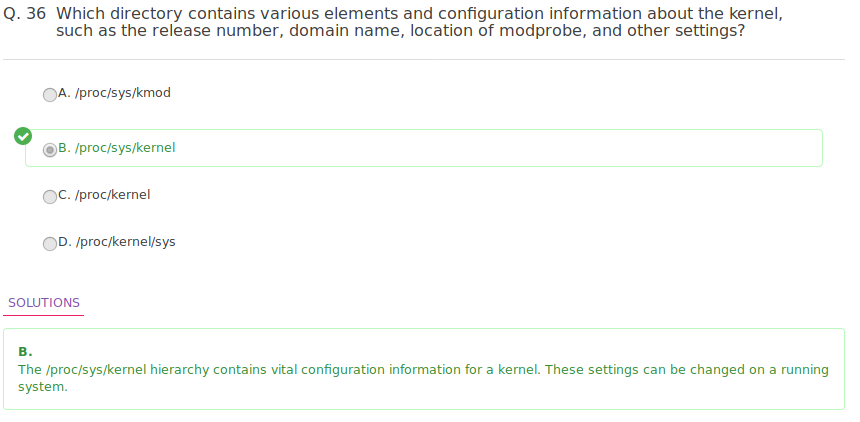 Q. 36 Which directory contains various elements and configuration information about the kernel,
such as the release number, domain name, location of modprobe, and other settings?
A. /proc/sys/kmod
B. /proc/sys/kernel
C. /proc/kernel
D. /proc/kernel/sys
SOLUTIONS
B.
The /proc/sys/kernel hierarchy contains vital configuration information for a kernel. These settings can be changed on a running
system.